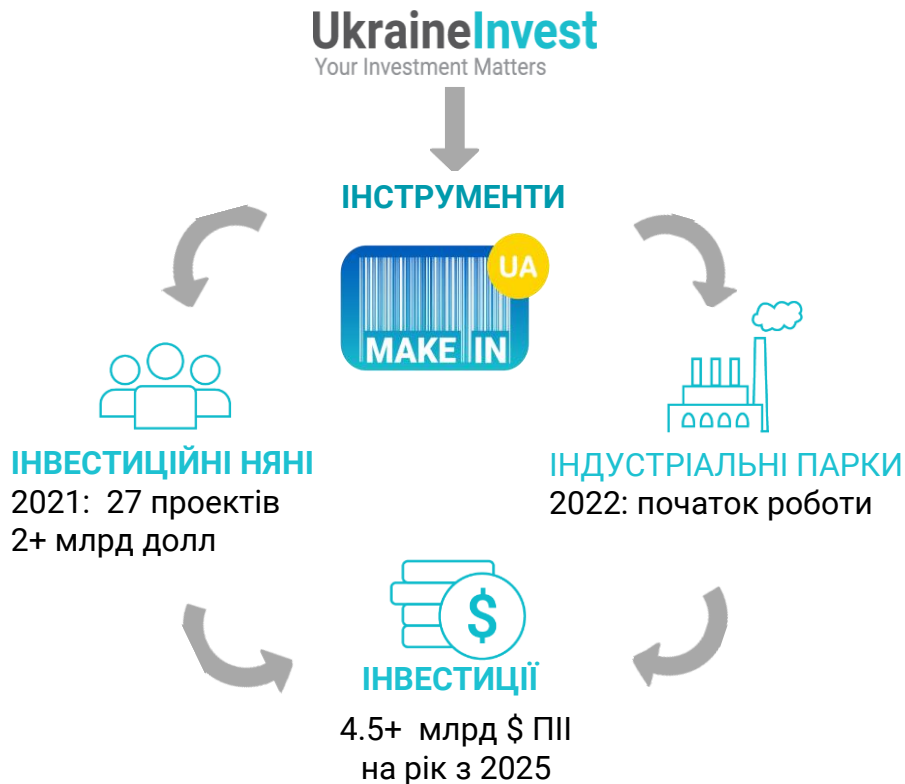 UkraineInvest
Your Investment Matters
ІНСТРУМЕНТИ
UA
MAKE IN
ІНВЕСТИЦІЙНІ НЯНІ
2021: 27 проектів
2+ млрд долл
ІНДУСТРІАЛЬНІ ПАРКИ
2022: початок роботи
$
ІНВЕСТИЦІЇ
4.5+ млрд $ ПІІ
на рік з 2025